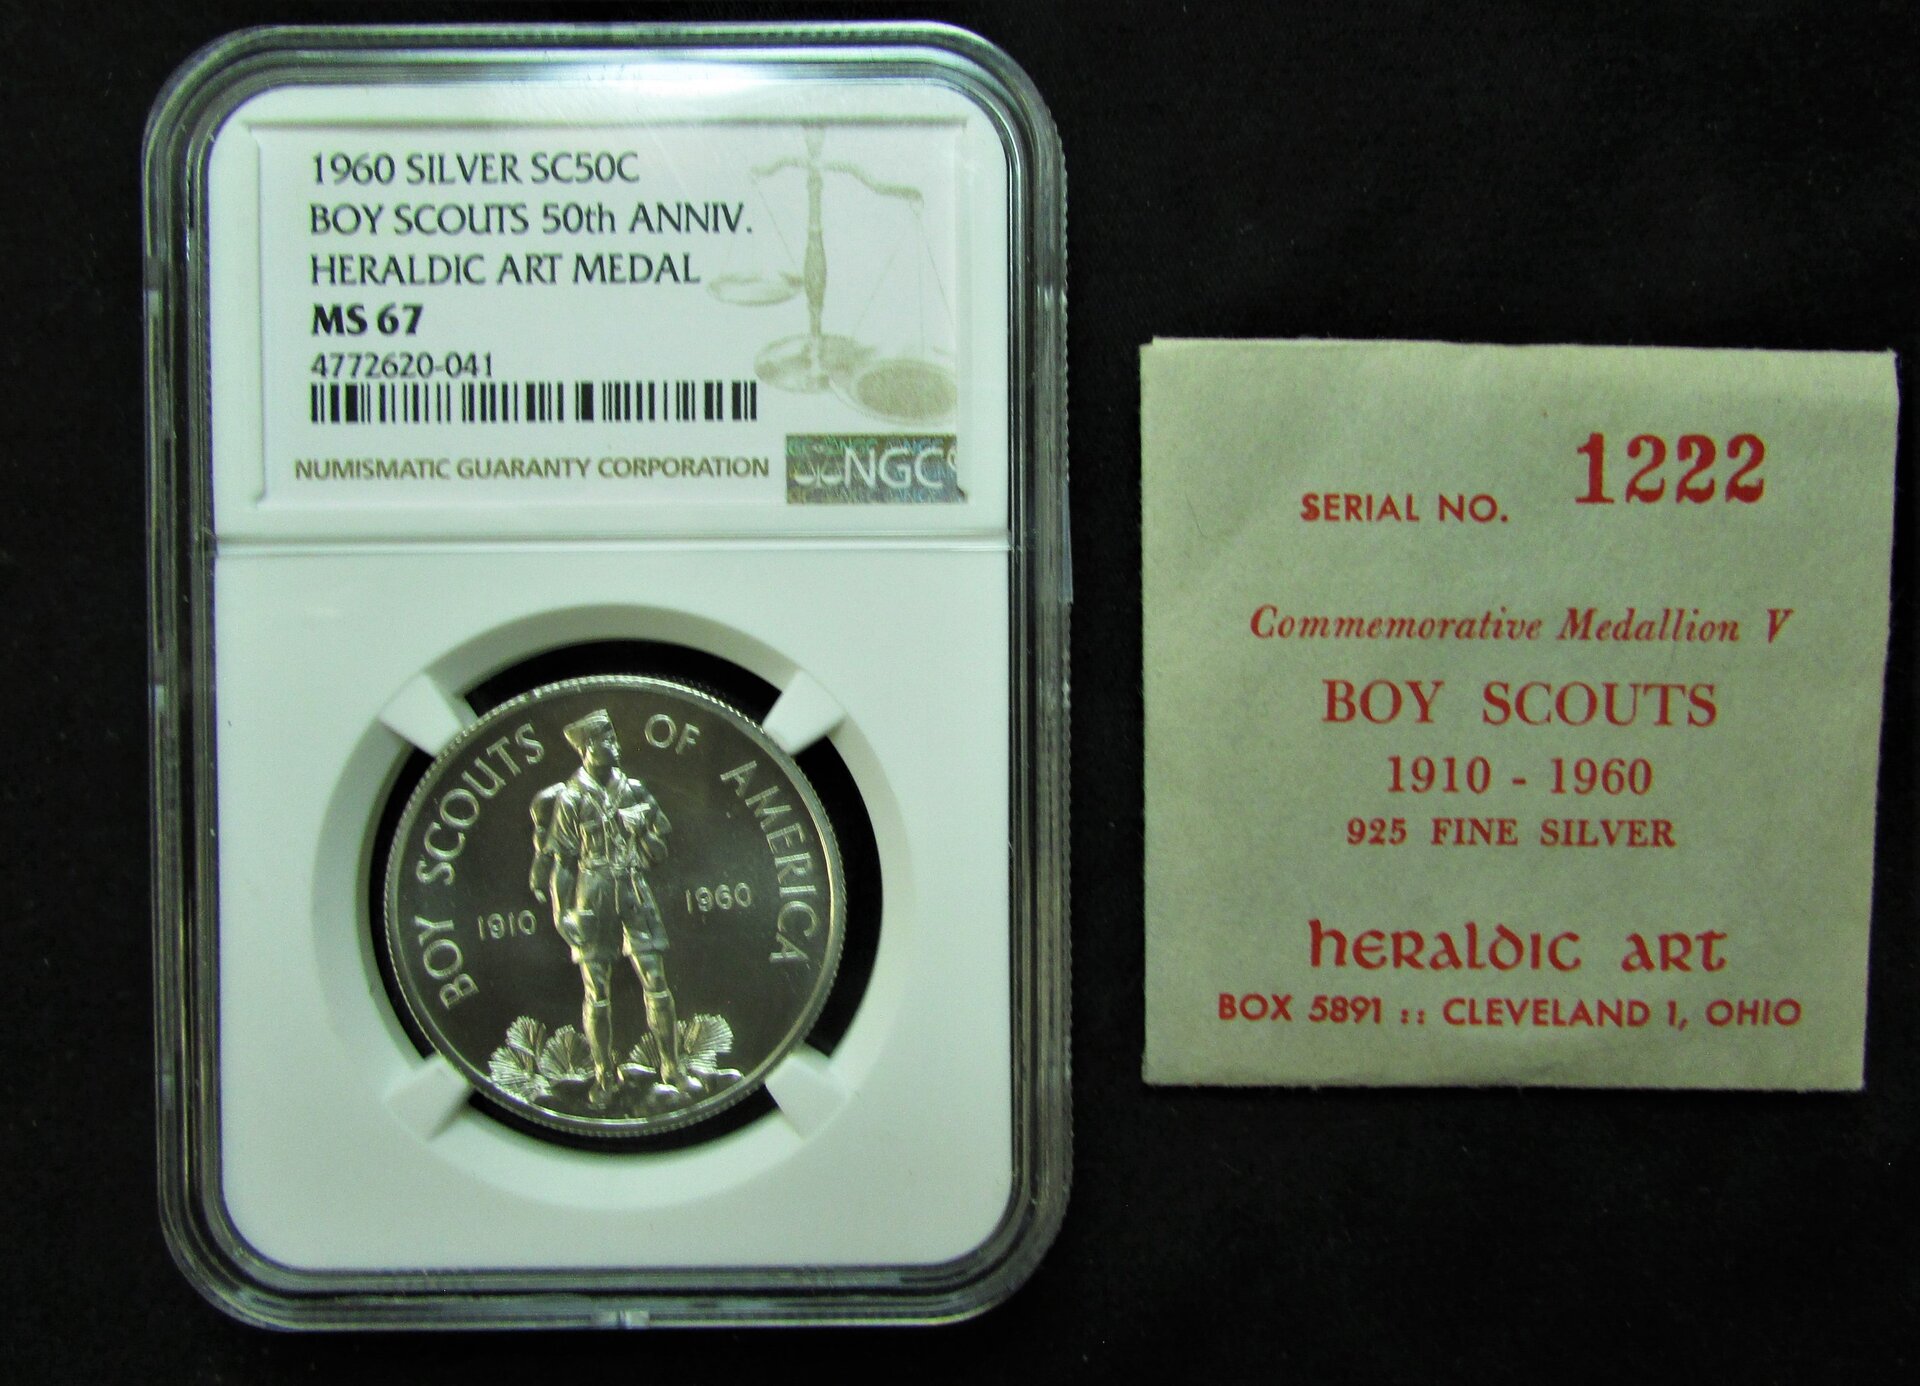 1960 SILVER SC50C
BOY SCOUTS 50th ANNIV.
HERALDIC ART MEDAL
MS 67
4772620-041
NUMISMATIC GUARANTY CORPORATION
NGC
BOY SCOUTS OF AMERICA
1910 1960
SERIAL NO. 1222
Commemorative Medallion V
BOY SCOUTS
1910 - 1960
925 FINE SILVER
heraldic art
BOX 5891 :: CLEVELAND 1, OHIO